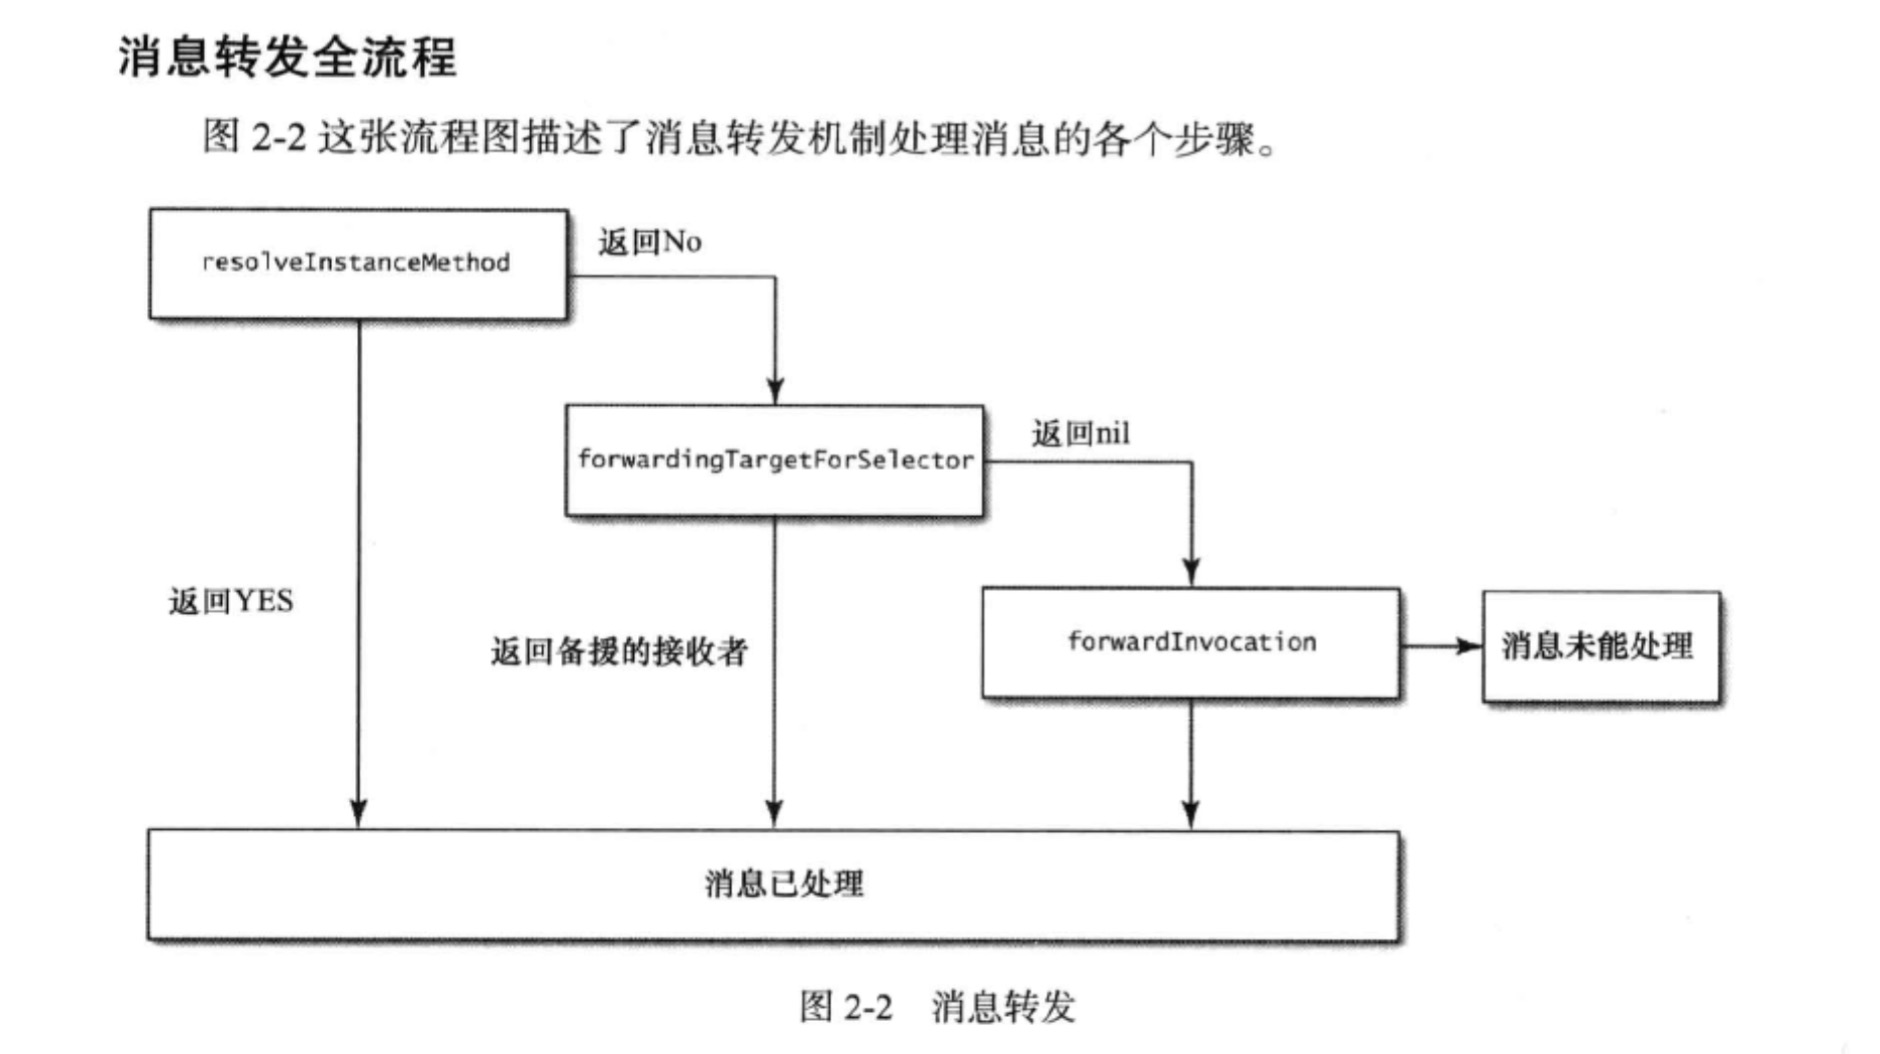 消息转发全流程
图 2-2 这张流程图描述了消息转发机制处理消息的各个步骤。
resolveInstanceMethod
返回No
forwardingTargetForSelector
返回nil
返回YES
返回备援的接收者
forwardInvocation
消息未能处理
消息已处理
图 2-2 消息转发